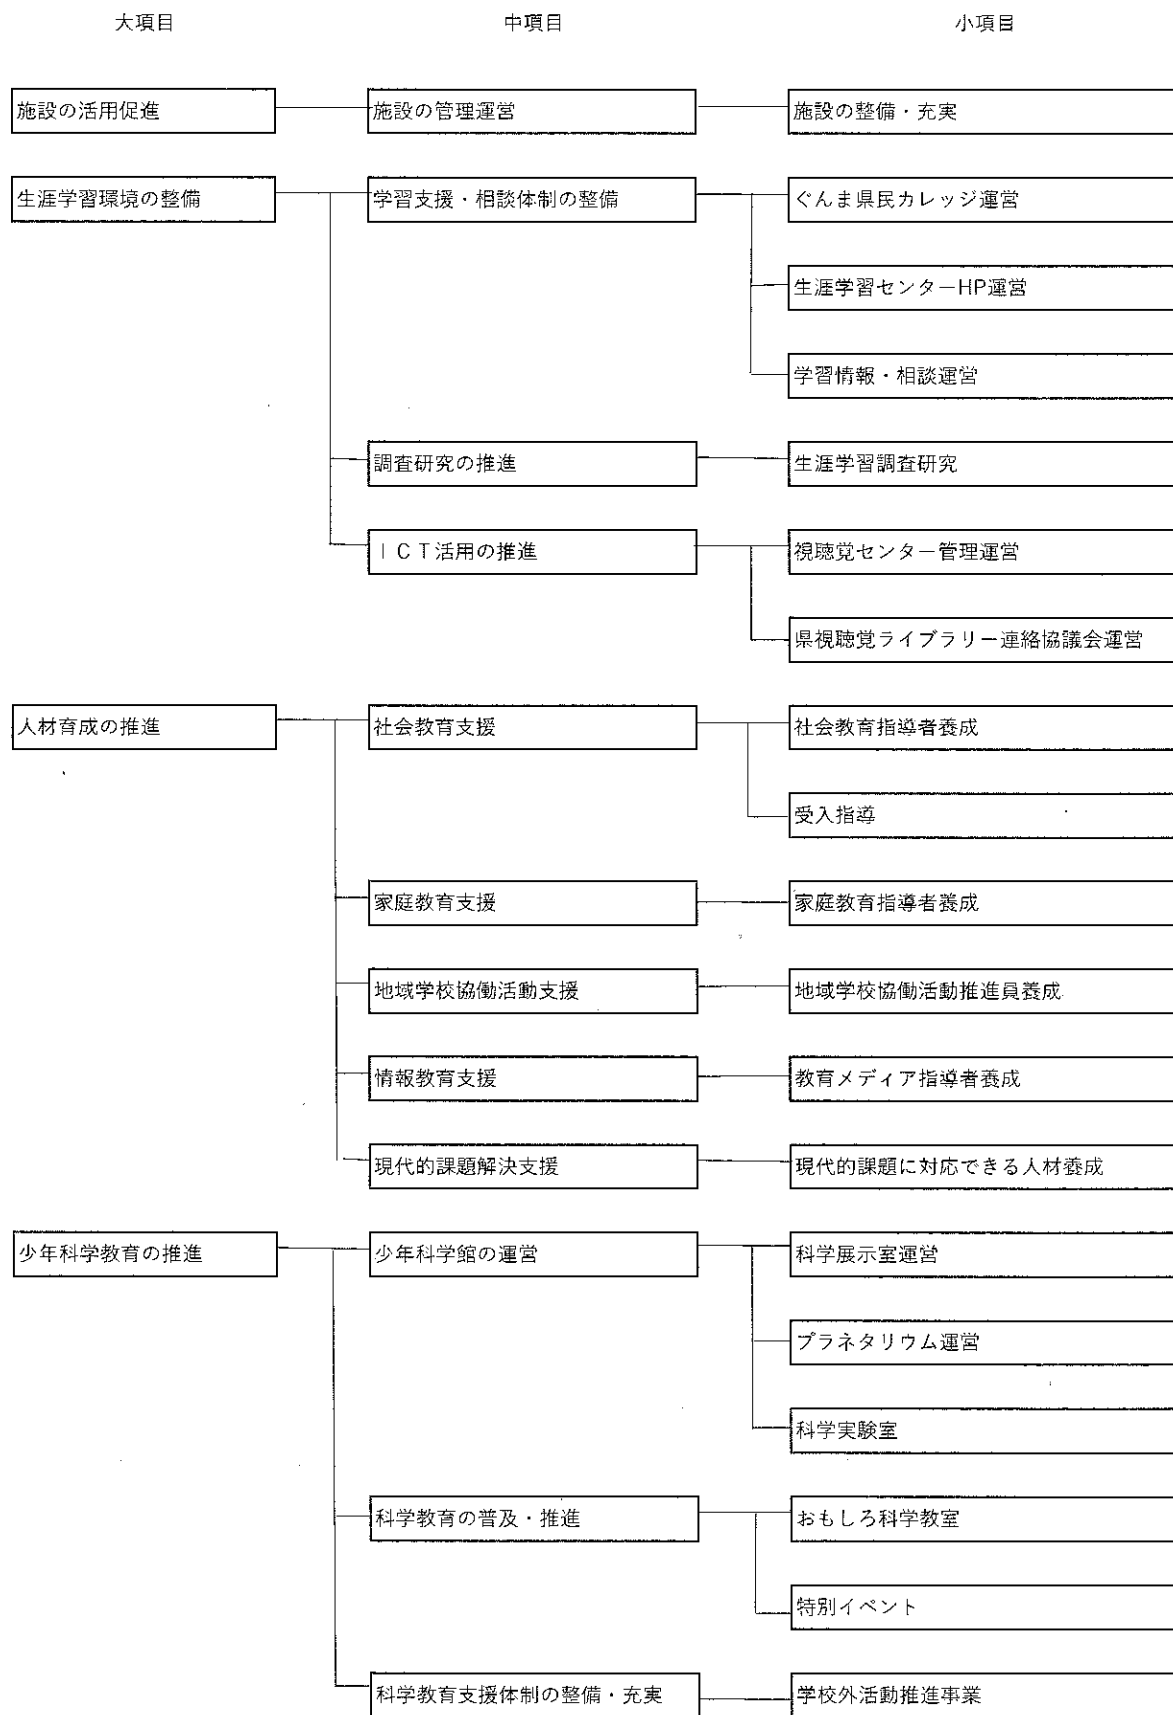 大項目 中項目 小項目
施設の活用促進 施設の管理運営 施設の整備・充実
生涯学習環境の整備 学習支援・相談体制の整備 ぐんま県民カレッジ運営
生涯学習センターHP運営
学習情報・相談運営
調査研究の推進 生涯学習調査研究
ICT活用の推進 視聴覚センター管理運営
県視聴覚ライブラリー連絡協議会運営
人材育成の推進 社会教育支援 社会教育指導者養成
受入指導
家庭教育支援 家庭教育指導者養成
地域学校協働活動支援 地域学校協働活動推進員養成
情報教育支援 教育メディア指導者養成
現代的課題解決支援 現代的課題に対応できる人材養成
少年科学教育の推進 少年科学館の運営 科学展示室運営
プラネタリウム運営
科学実験室
科学教育の普及・推進 おもしろ科学教室
特別イベント
科学教育支援体制の整備・充実 学校外活動推進事業